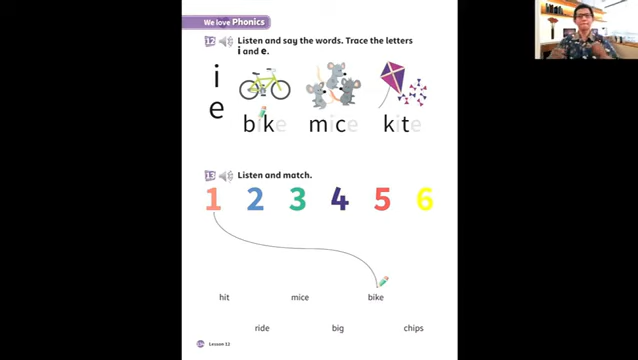 We love Phonics
12 Listen and say the words. Trace the letters
i and e.
i
e
bike mice kite
13 Listen and match.
1 2 3 4 5 6
hit mice bike
ride big chips
Lesson 12